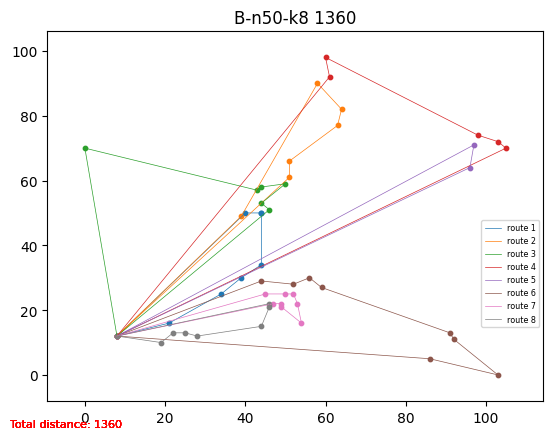 B-n50-k8 1360
100
80
60
40
20
0
0 20 40 60 80 100
route 1
route 2
route 3
route 4
route 5
route 6
route 7
route 8
Total distance: 1360